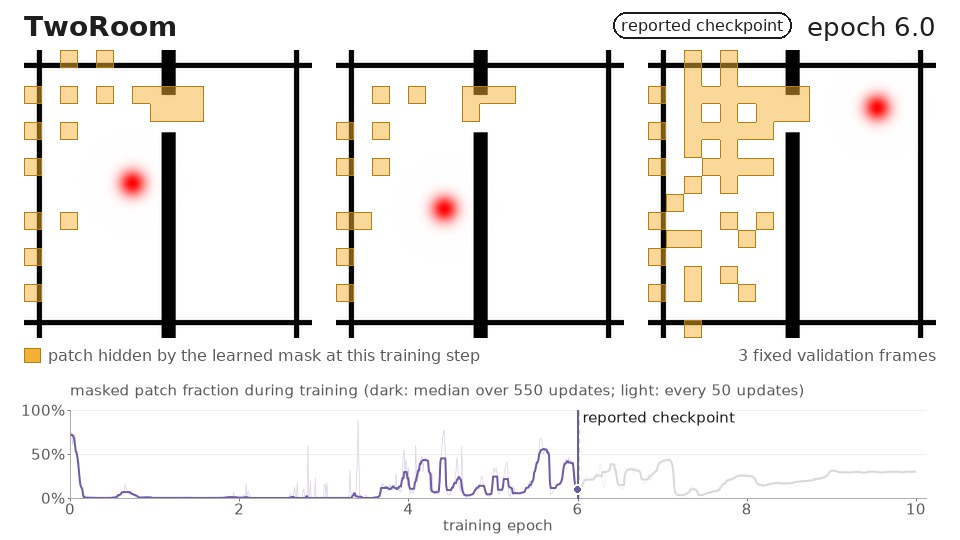 TwoRoom
reported checkpoint epoch 6.0
patch hidden by the learned mask at this training step
3 fixed validation frames
masked patch fraction during training (dark: median over 550 updates; light: every 50 updates)
100%
reported checkpoint
50%
0%
0 2 4 6 8 10
training epoch